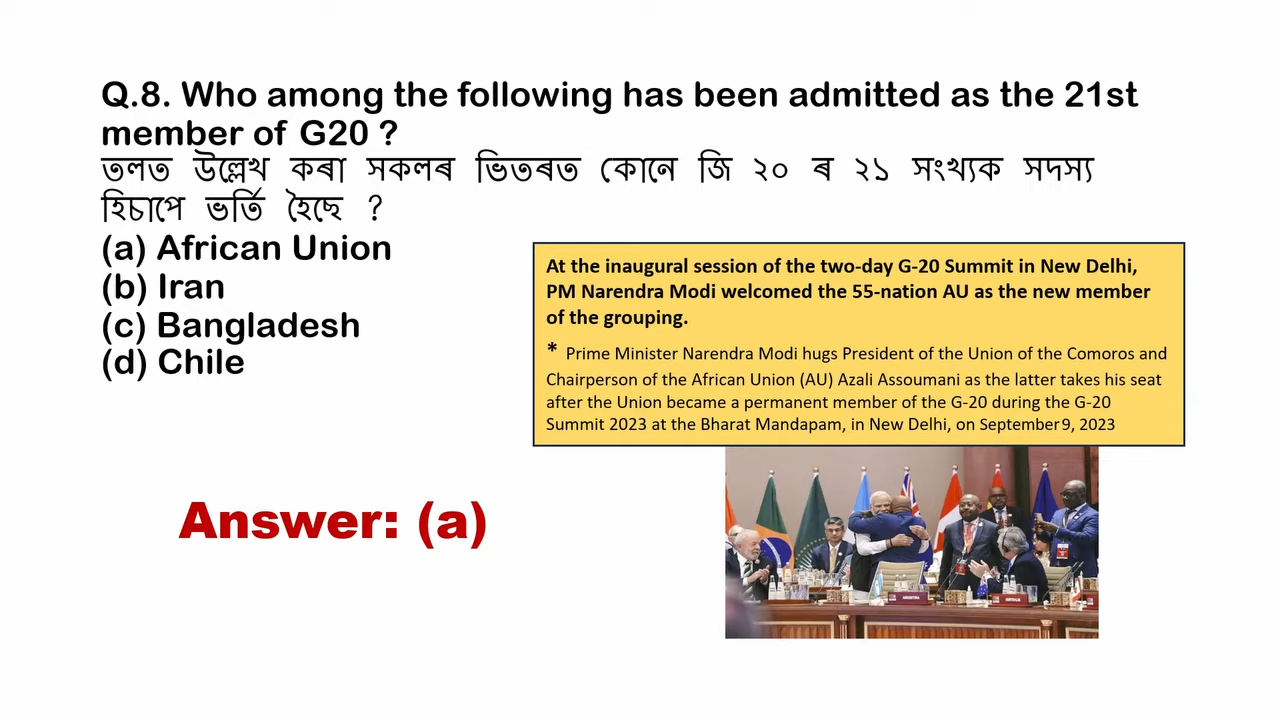 Q.8. Who among the following has been admitted as the 21st
member of G20 ?
তলত উল্লেখ কৰা সকলৰ ভিতৰত কোনে জি ২০ ৰ ২১ সংখ্যক সদস্য
হিচাপে ভৰ্তি হৈছে ?
(a) African Union
(b) Iran
(c) Bangladesh
(d) Chile
At the inaugural session of the two-day G-20 Summit in New Delhi,
PM Narendra Modi welcomed the 55-nation AU as the new member
of the grouping.
* Prime Minister Narendra Modi hugs President of the Union of the Comoros and
Chairperson of the African Union (AU) Azali Assoumani as the latter takes his seat
after the Union became a permanent member of the G-20 during the G-20
Summit 2023 at the Bharat Mandapam, in New Delhi, on September9, 2023
Answer: (a)
ARGENTINA
AUSTRALIA